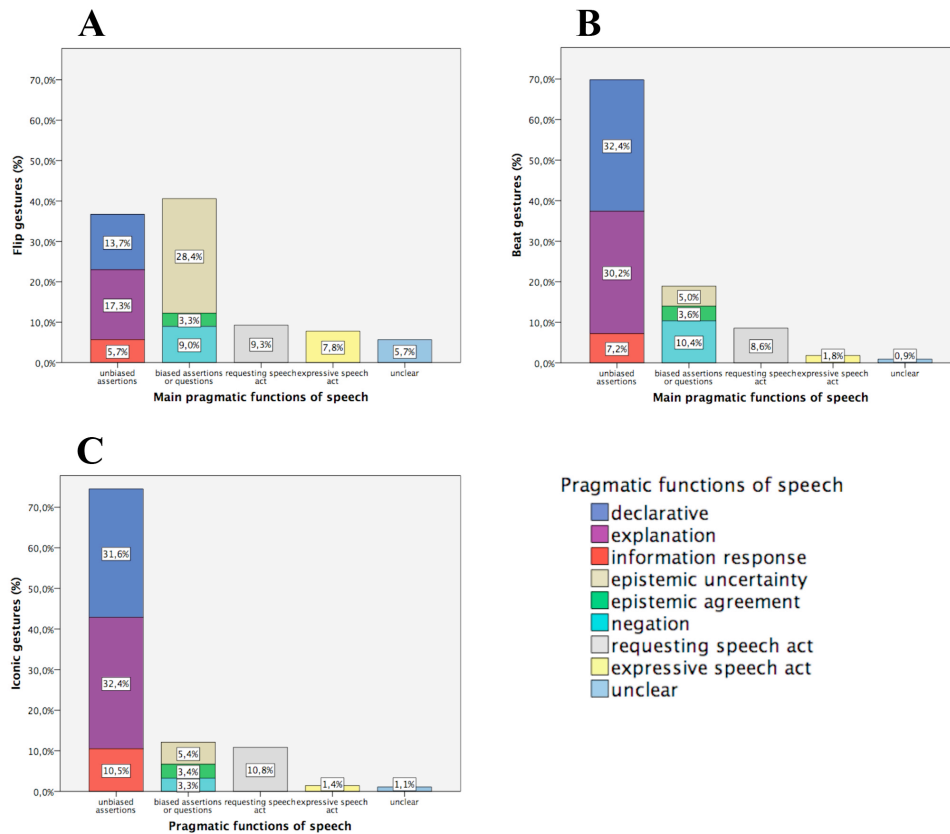 A
70,0%
60,0%
50,0%
40,0%
30,0%
20,0%
10,0%
0,0%
Flip gestures (%)
13,7%
17,3%
5,7%
28,4%
3,3%
9,0%
9,3%
7,8%
5,7%
unbiased assertions
biased assertions or questions
requesting speech act
expressive speech act
unclear
Main pragmatic functions of speech
B
70,0%
60,0%
50,0%
40,0%
30,0%
20,0%
10,0%
0,0%
Beat gestures (%)
32,4%
30,2%
7,2%
5,0%
3,6%
10,4%
8,6%
1,8%
0,9%
unbiased assertions
biased assertions or questions
requesting speech act
expressive speech act
unclear
Main pragmatic functions of speech
C
70,0%
60,0%
50,0%
40,0%
30,0%
20,0%
10,0%
0,0%
Iconic gestures (%)
31,6%
32,4%
10,5%
5,4%
3,4%
3,3%
10,8%
1,4%
1,1%
unbiased assertions
biased assertions or questions
requesting speech act
expressive speech act
unclear
Pragmatic functions of speech
Pragmatic functions of speech
declarative
explanation
information response
epistemic uncertainty
epistemic agreement
negation
requesting speech act
expressive speech act
unclear